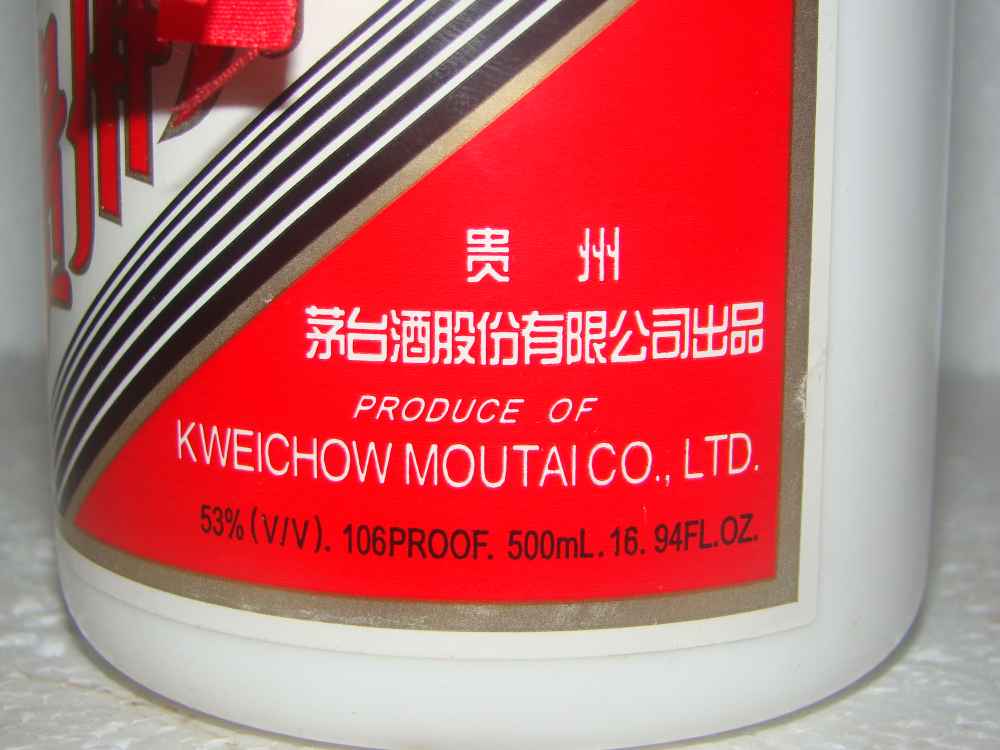 贵 州
茅台酒股份有限公司出品
PRODUCE OF
KWEICHOW MOUTAI CO., LTD.
53% (V/V). 106PROOF. 500mL. 16. 94FL.OZ.